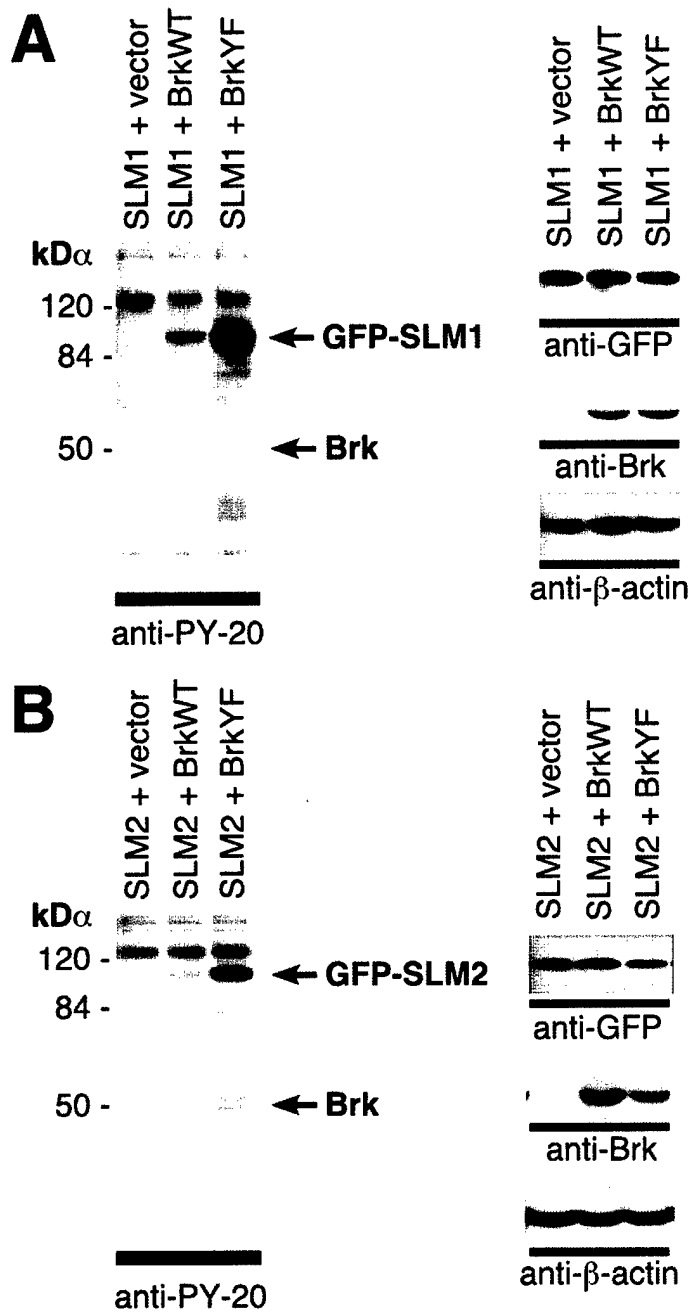 A
SLM1 + vector
SLM1 + BrkWT
SLM1 + BrkYF
kDα
120 -
84 -
50 -
GFP-SLM1
Brk
anti-PY-20
SLM1 + vector
SLM1 + BrkWT
SLM1 + BrkYF
anti-GFP
anti-Brk
anti-β-actin
B
SLM2 + vector
SLM2 + BrkWT
SLM2 + BrkYF
kDα
120 -
84 -
50 -
GFP-SLM2
Brk
anti-PY-20
SLM2 + vector
SLM2 + BrkWT
SLM2 + BrkYF
anti-GFP
anti-Brk
anti-β-actin